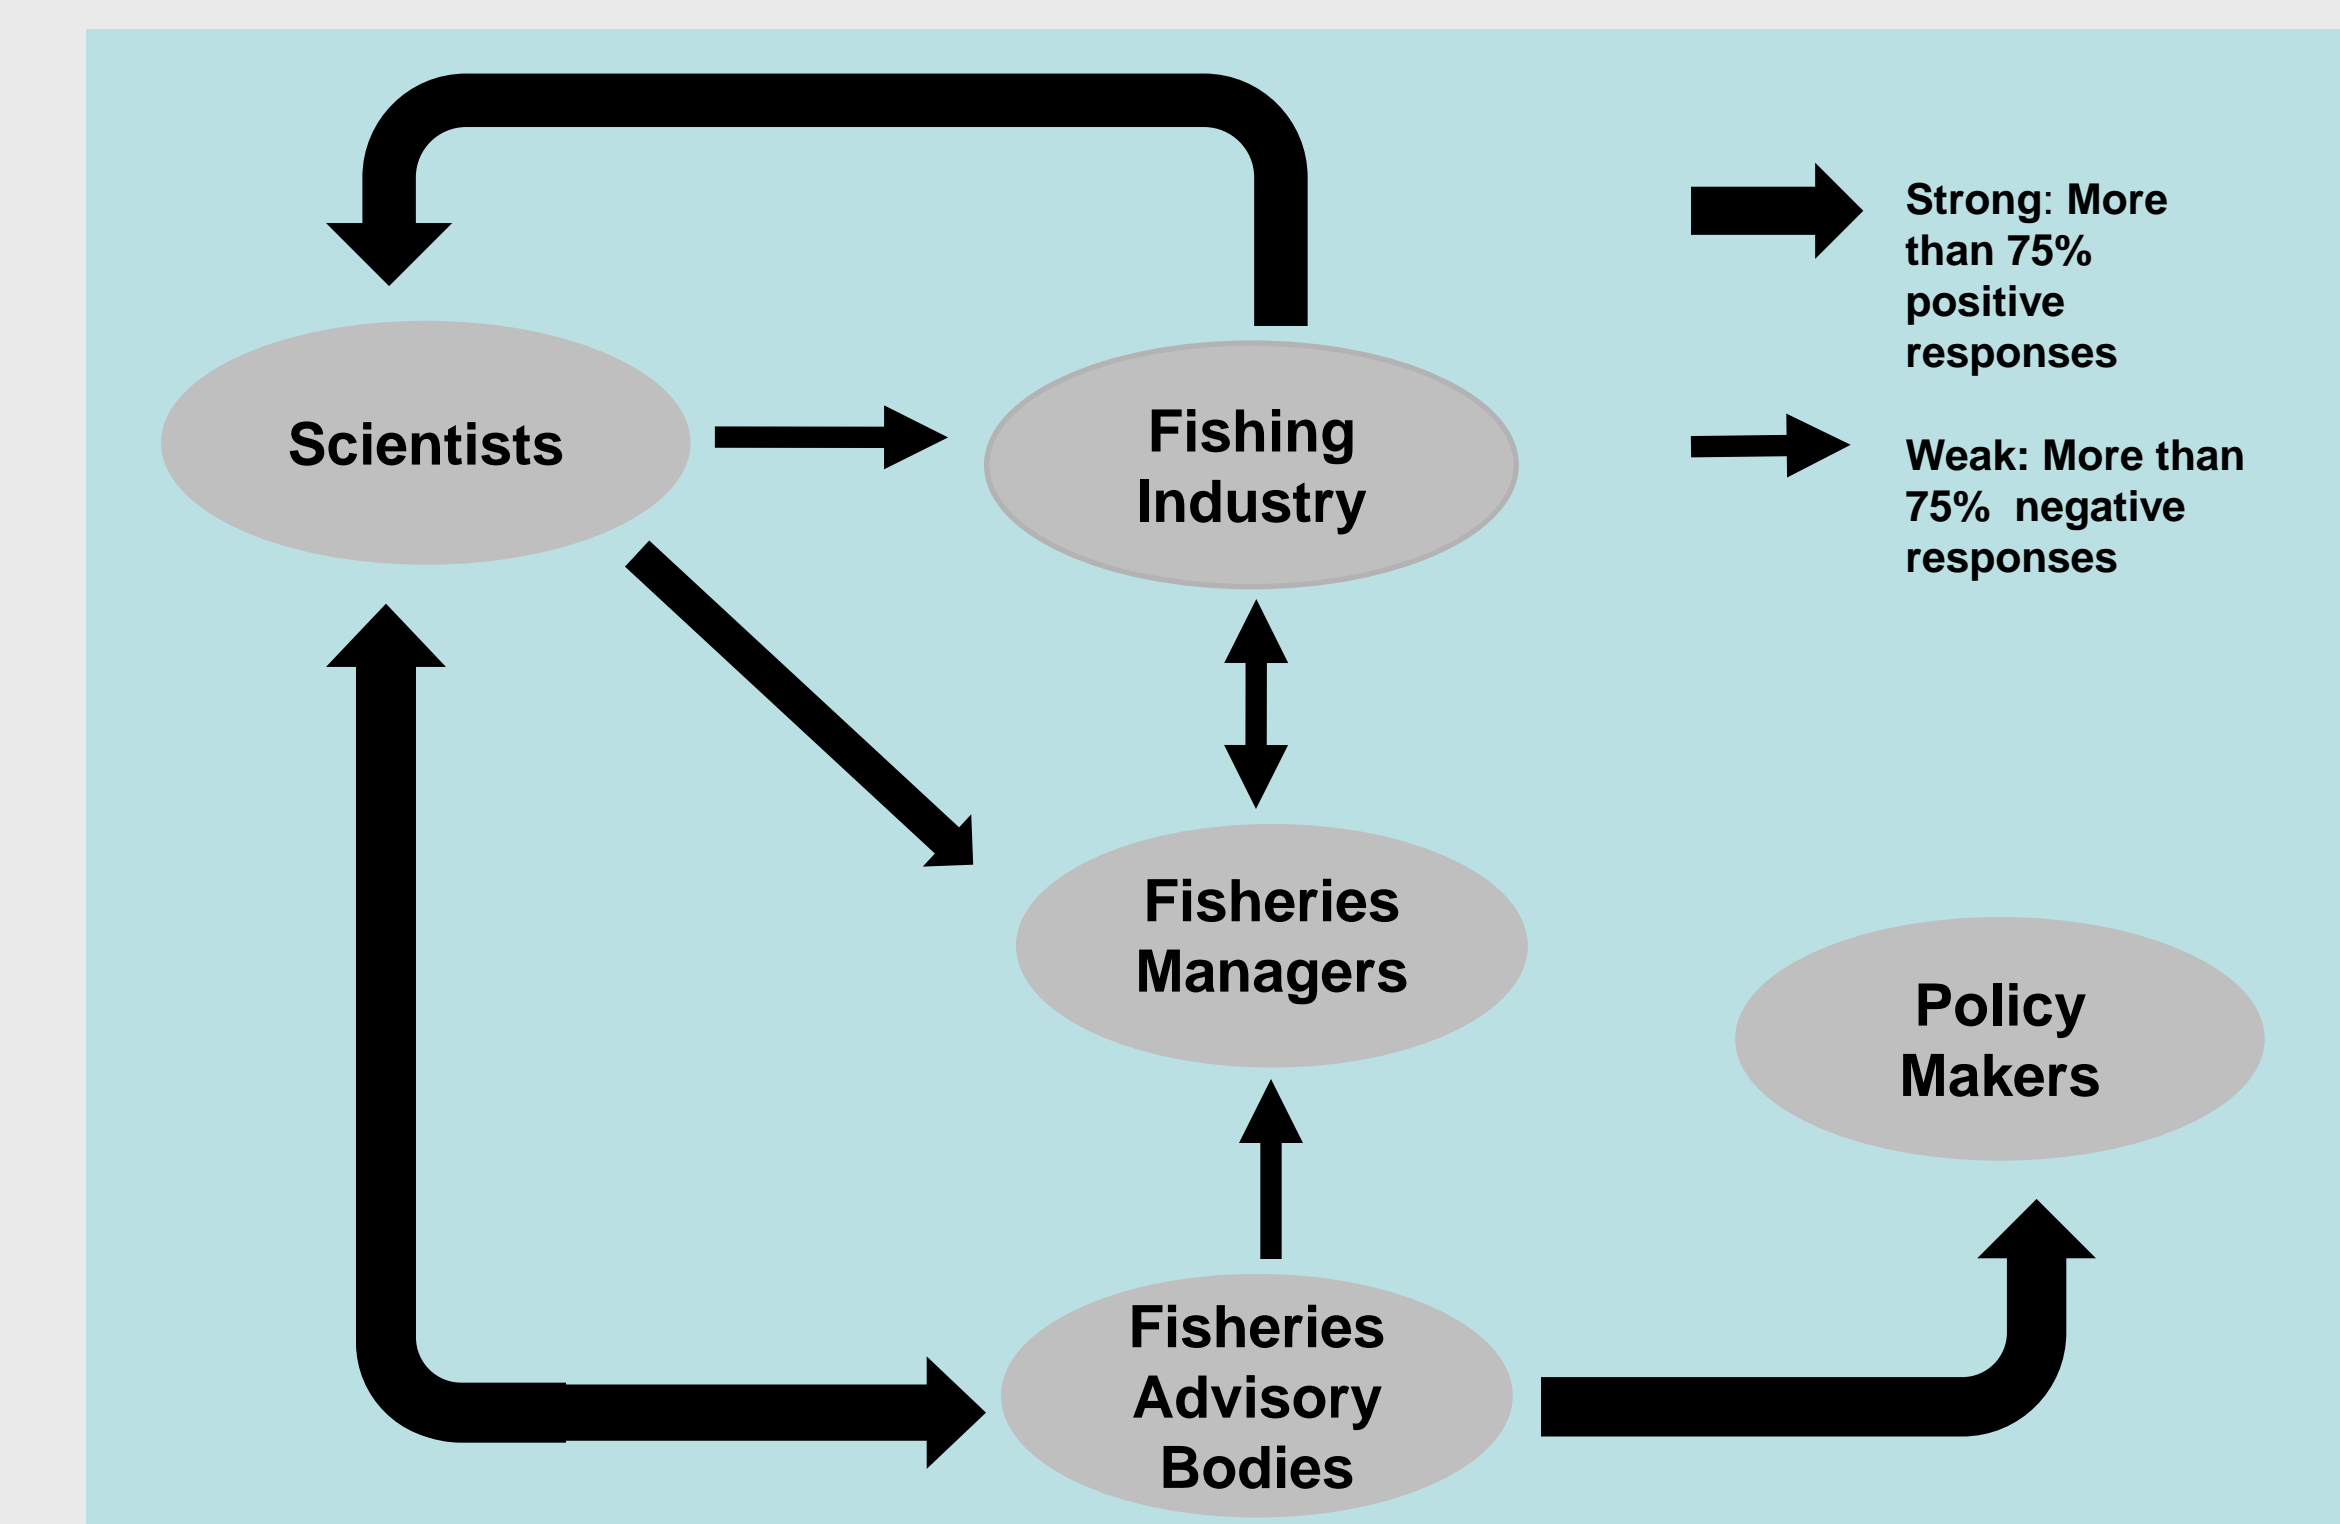 Strong: More
than 75%
positive
responses
Scientists
Fishing
Industry
Weak: More than
75%  negative
responses
Fisheries
Managers
Policy
Makers
Fisheries
Advisory
Bodies